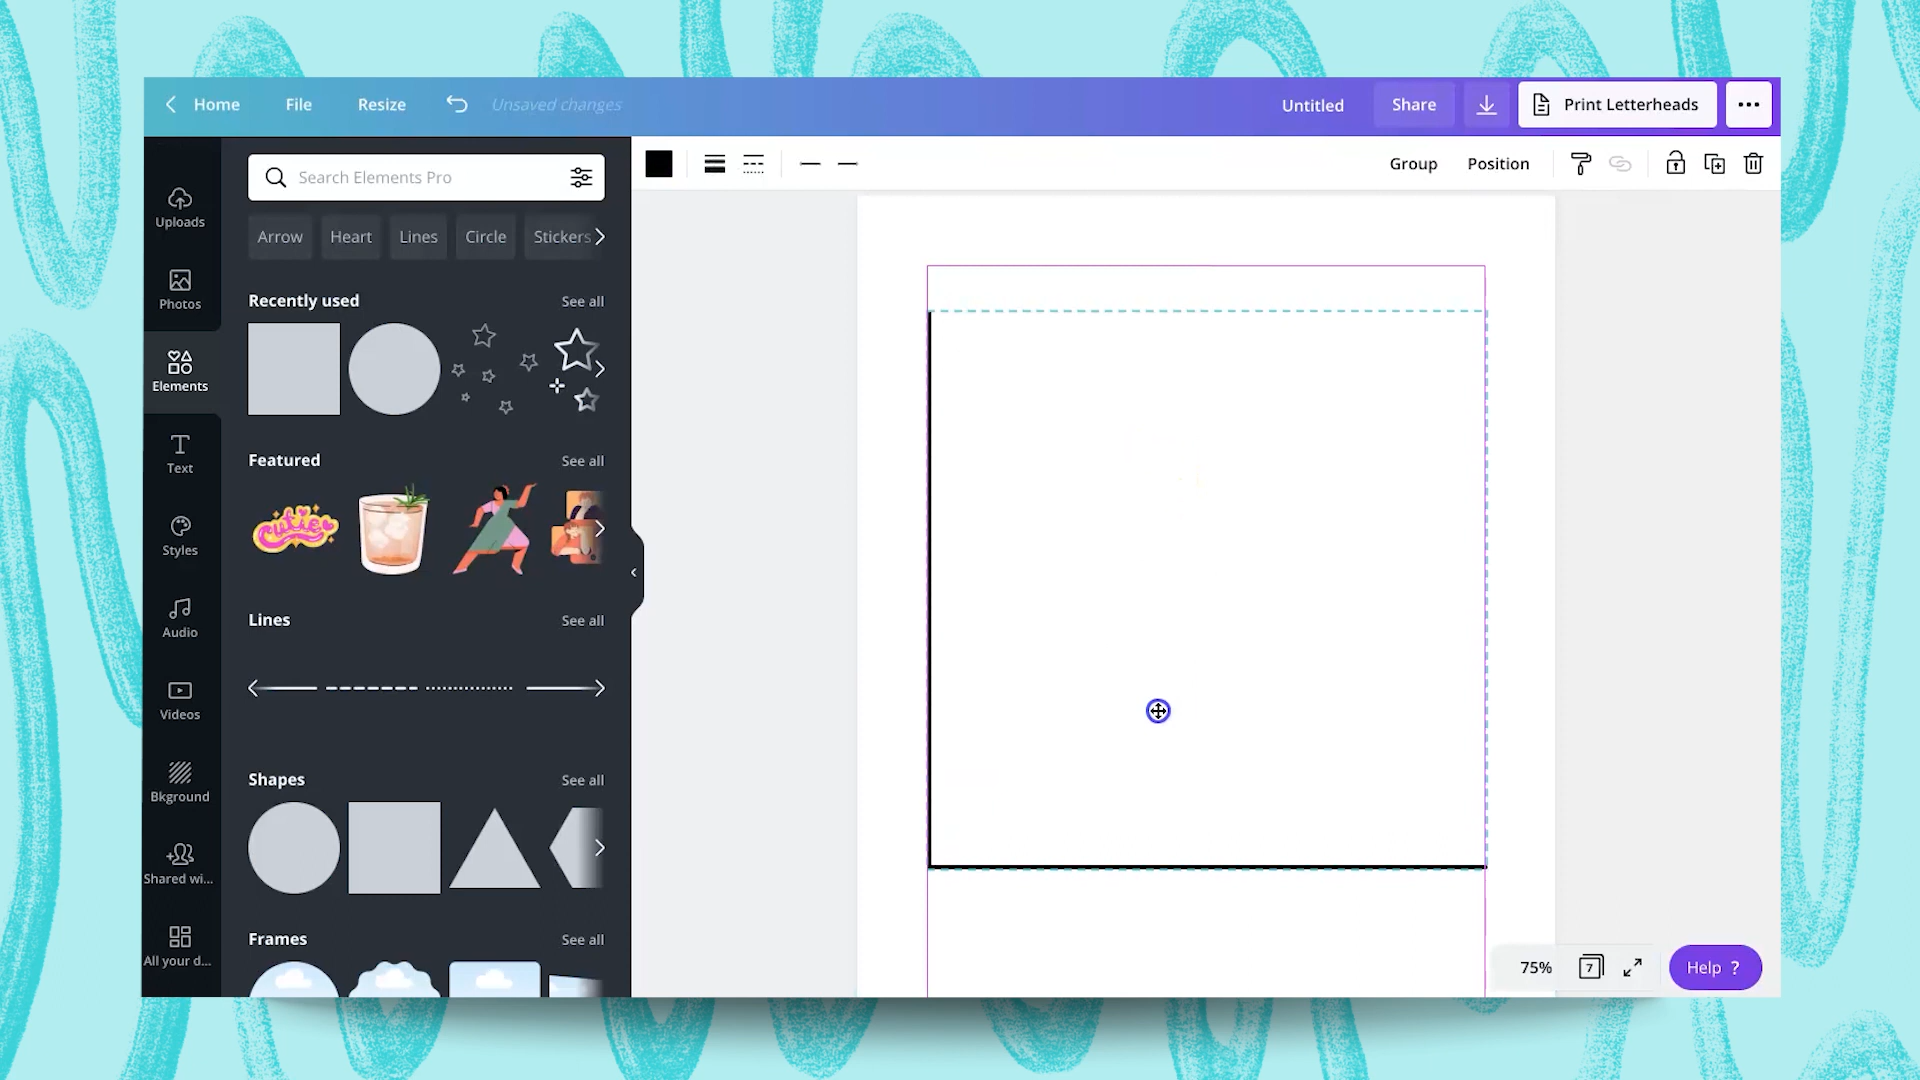 Home File Resize Unsaved changes Untitled Share Print Letterheads
Search Elements Pro
Group Position
Uploads
Photos
Elements
Text
Styles
Audio
Videos
Bkground
Shared wi...
All your d...
Arrow Heart Lines Circle Stickers
Recently used See all
Featured See all
cutie
Lines See all
Shapes See all
Frames See all
75% 7 Help ?